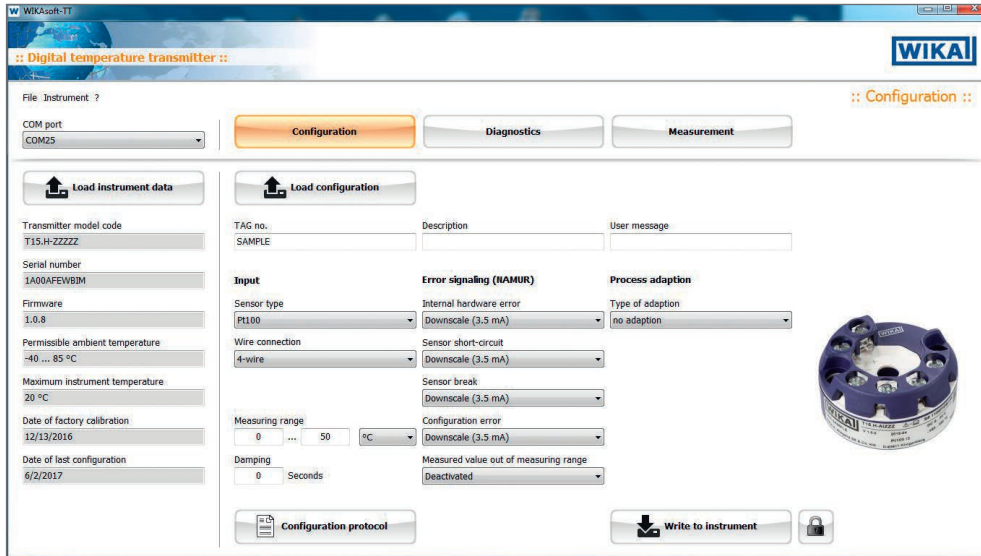 WIKAsoft-TT
:: Digital temperature transmitter ::
WIKA
File Instrument ?
:: Configuration ::
COM port
COM25
Configuration
Diagnostics
Measurement
Load instrument data
Load configuration
Transmitter model code
T15.H-ZZZZZ
Serial number
1A00AFEWBIM
Firmware
1.0.8
Permissible ambient temperature
-40 ... 85 °C
Maximum instrument temperature
20 °C
Date of factory calibration
12/13/2016
Date of last configuration
6/2/2017
TAG no.
SAMPLE
Description
User message
Input
Sensor type
Pt100
Wire connection
4-wire
Measuring range
0 ... 50 °C
Damping
0 Seconds
Error signaling (NAMUR)
Internal hardware error
Downscale (3.5 mA)
Sensor short-circuit
Downscale (3.5 mA)
Sensor break
Downscale (3.5 mA)
Configuration error
Downscale (3.5 mA)
Measured value out of measuring range
Deactivated
Process adaption
Type of adaption
no adaption
WIKA
WIKA
Configuration protocol
Write to instrument